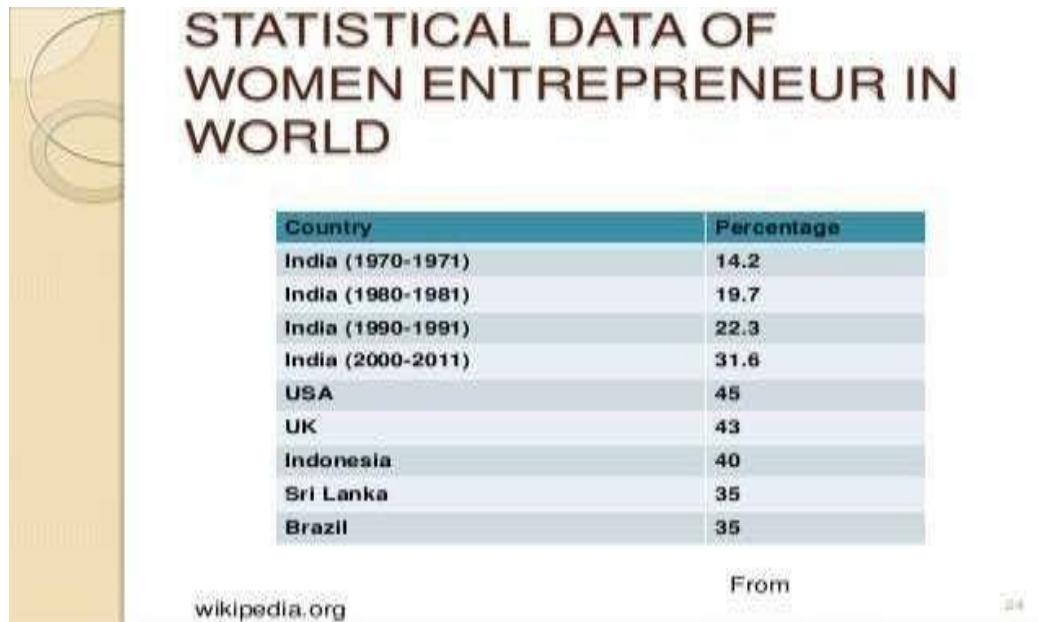 STATISTICAL DATA OF
WOMEN ENTREPRENEUR IN
WORLD
Country Percentage
India (1970-1971) 14.2
India (1980-1981) 19.7
India (1990-1991) 22.3
India (2000-2011) 31.6
USA 45
UK 43
Indonesia 40
Sri Lanka 35
Brazil 35
From
wikipedia.org
24